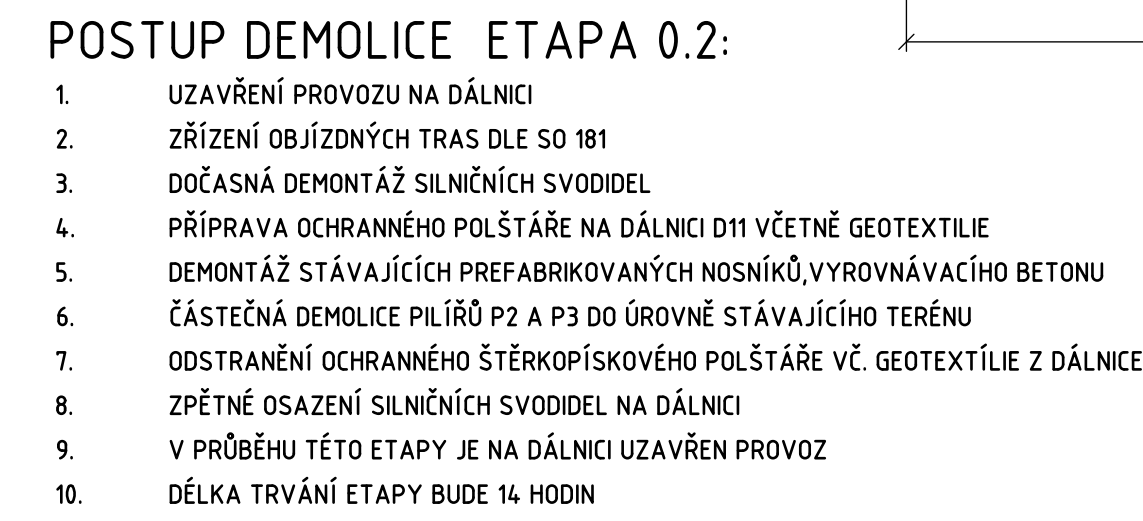 POSTUP DEMOLICE ETAPA 0.2:
1. UZAVŘENÍ PROVOZU NA DÁLNICI
2. ZŘÍZENÍ OBJÍZDNÝCH TRAS DLE SO 181
3. DOČASNÁ DEMONTÁŽ SILNIČNÍCH SVODIDEL
4. PŘÍPRAVA OCHRANNÉHO POLŠTÁŘE NA DÁLNICI D11 VČETNĚ GEOTEXTILIE
5. DEMONTÁŽ STÁVAJÍCÍCH PREFABRIKOVANÝCH NOSNÍKŮ,VYROVNÁVACÍHO BETONU
6. ČÁSTEČNÁ DEMOLICE PILÍŘŮ P2 A P3 DO ÚROVNĚ STÁVAJÍCÍHO TERÉNU
7. ODSTRANĚNÍ OCHRANNÉHO ŠTĚRKOPÍSKOVÉHO POLŠTÁŘE VČ. GEOTEXTÍLIE Z DÁLNICE
8. ZPĚTNÉ OSAZENÍ SILNIČNÍCH SVODIDEL NA DÁLNICI
9. V PRŮBĚHU TÉTO ETAPY JE NA DÁLNICI UZAVŘEN PROVOZ
10. DÉLKA TRVÁNÍ ETAPY BUDE 14 HODIN